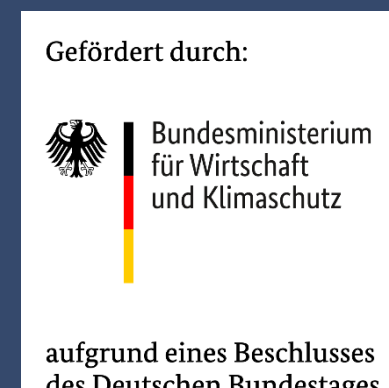 Gefördert durch:
Bundesministerium
für Wirtschaft
und Klimaschutz
aufgrund eines Beschlusses
des Deutschen Bundestages